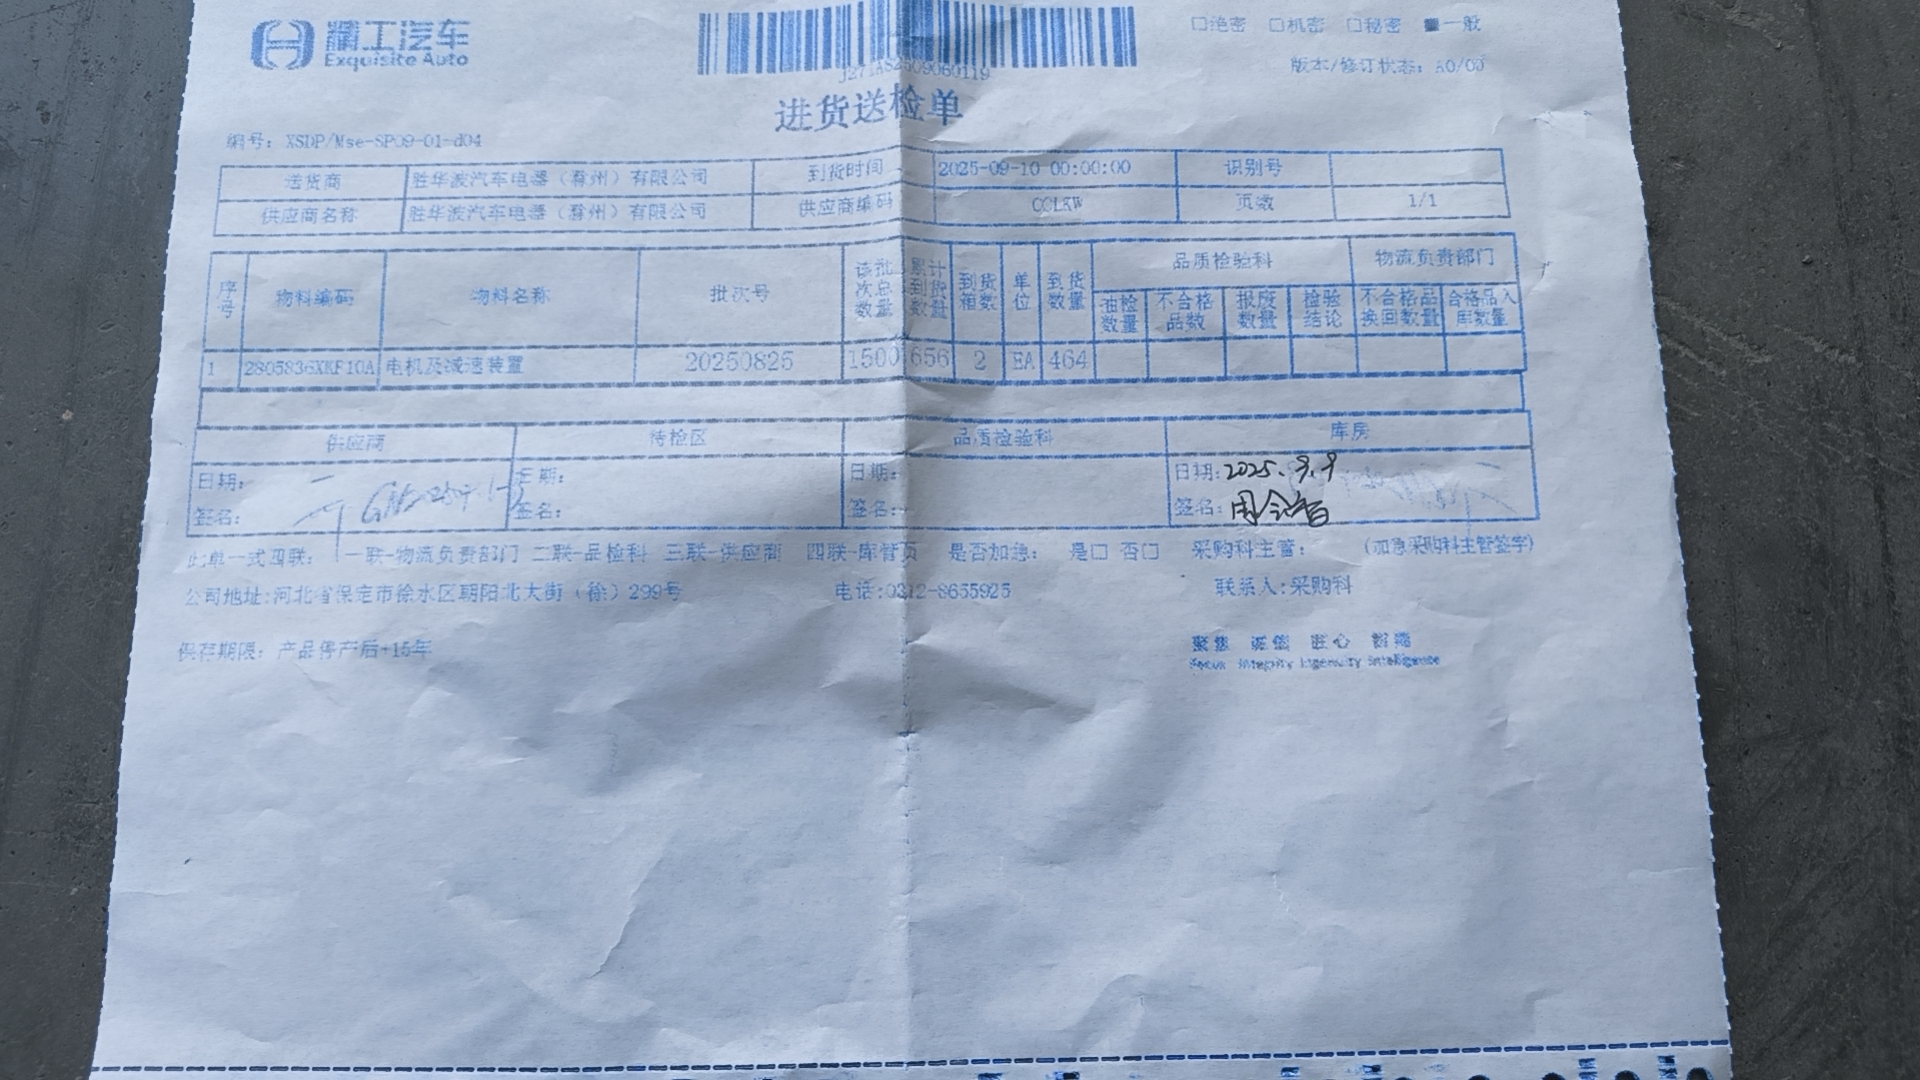 精工汽车
Exquisite Auto
J271AS2509060119
□绝密 □机密 □秘密 ■一般
版本/修订状态：A0/00
进货送检单
编号：XSDP/Mse-SP09-01-d04
送货商 胜华波汽车电器（滁州）有限公司 到货时间 2025-09-10 00:00:00 识别号
供应商名称 胜华波汽车电器（滁州）有限公司 供应商编码 CCLKW 页数 1/1
序号 物料编码 物料名称 批次号 该批次总数量 累计到货数量 到货箱数 单位 到货数量 品质检验科 物流负责部门
抽检数量 不合格品数 报废数量 检验结论 不合格品换回数量 合格品入库数量
1 2805836XKF10A 电机及减速装置 20250825 1500 656 2 EA 464
供应商 待检区 品质检验科 库房
日期： 日期： 日期： 日期：2025.9.9
签名： 签名： 签名： 签名：
此单一式四联： 一联-物流负责部门 二联-品检科 三联-供应商 四联-库管员 是否加急： 是□ 否□ 采购科主管： (加急采购科主管签字)
公司地址:河北省保定市徐水区朝阳北大街（徐）299号 电话:0312-8655925 联系人:采购科
保存期限：产品停产后+15年
Focus Integrity Ingenuity Intelligence